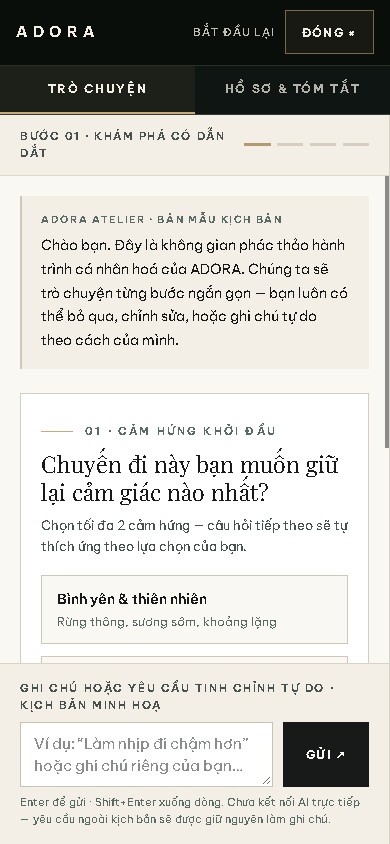 ADORA
BẮT ĐẦU LẠI
ĐÓNG ×
TRÒ CHUYỆN
HỒ SƠ & TÓM TẮT
BƯỚC 01 · KHÁM PHÁ CÓ DẪN
DẮT
ADORA ATELIER · BẢN MẪU KỊCH BẢN
Chào bạn. Đây là không gian phác thảo hành
trình cá nhân hoá của ADORA. Chúng ta sẽ
trò chuyện từng bước ngắn gọn — bạn luôn có
thể bỏ qua, chỉnh sửa, hoặc ghi chú tự do
theo cách của mình.
01 · CẢM HỨNG KHỞI ĐẦU
Chuyến đi này bạn muốn giữ
lại cảm giác nào nhất?
Chọn tối đa 2 cảm hứng — câu hỏi tiếp theo sẽ tự
thích ứng theo lựa chọn của bạn.
Bình yên & thiên nhiên
Rừng thông, sương sớm, khoảng lặng
GHI CHÚ HOẶC YÊU CẦU TINH CHỈNH TỰ DO ·
KỊCH BẢN MINH HOẠ
Ví dụ: “Làm nhịp đi chậm hơn”
hoặc ghi chú riêng của bạn...
GỬI ↗
Enter để gửi · Shift+Enter xuống dòng. Chưa kết nối AI trực tiếp
— yêu cầu ngoài kịch bản sẽ được giữ nguyên làm ghi chú.